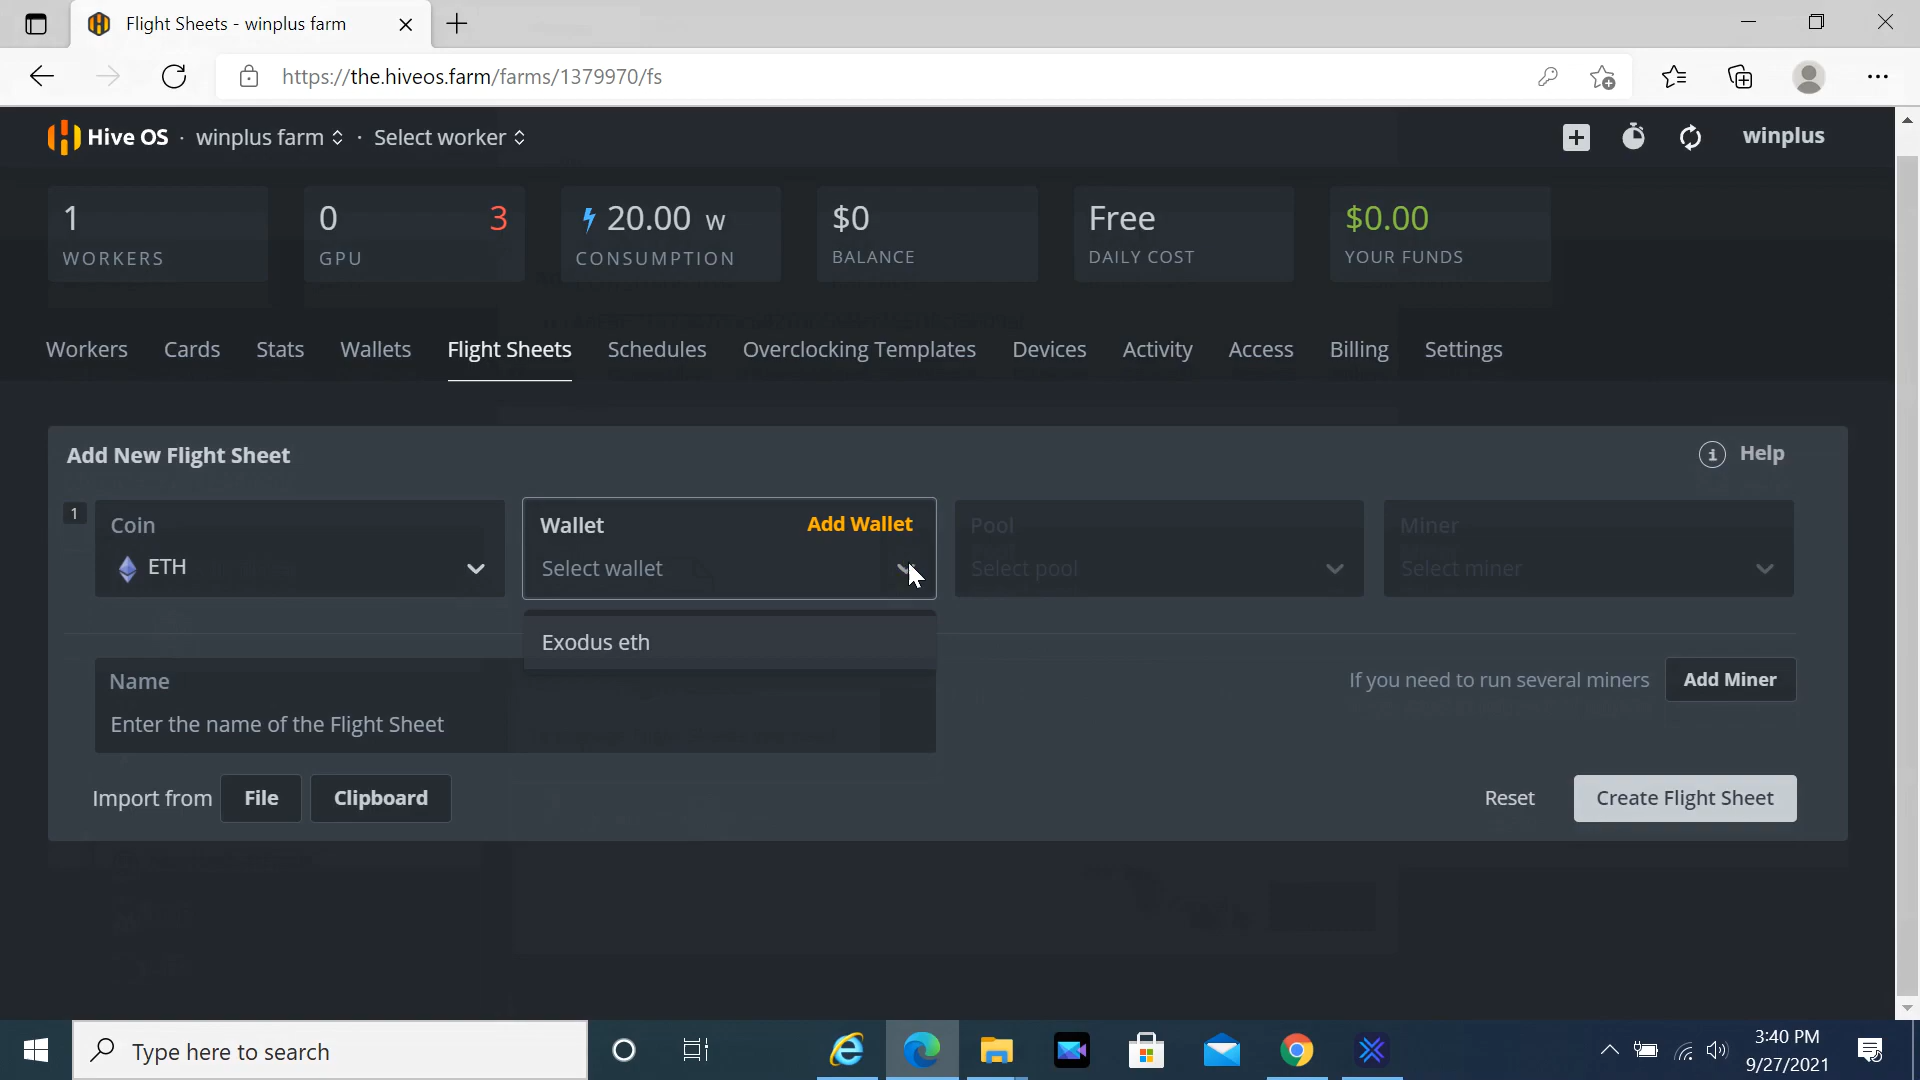 Flight Sheets - winplus farm
https://the.hiveos.farm/farms/1379970/fs
Hive OS · winplus farm · Select worker
winplus
1
WORKERS
0 3
GPU
20.00 W
CONSUMPTION
$0
BALANCE
Free
DAILY COST
$0.00
YOUR FUNDS
Workers Cards Stats Wallets Flight Sheets Schedules Overclocking Templates Devices Activity Access Billing Settings
Add New Flight Sheet
Help
1
Coin
ETH
Wallet Add Wallet
Select wallet
Pool
Select pool
Miner
Select miner
Exodus eth
Name
Enter the name of the Flight Sheet
If you need to run several miners Add Miner
Import from File Clipboard
Reset Create Flight Sheet
Type here to search
3:40 PM
9/27/2021